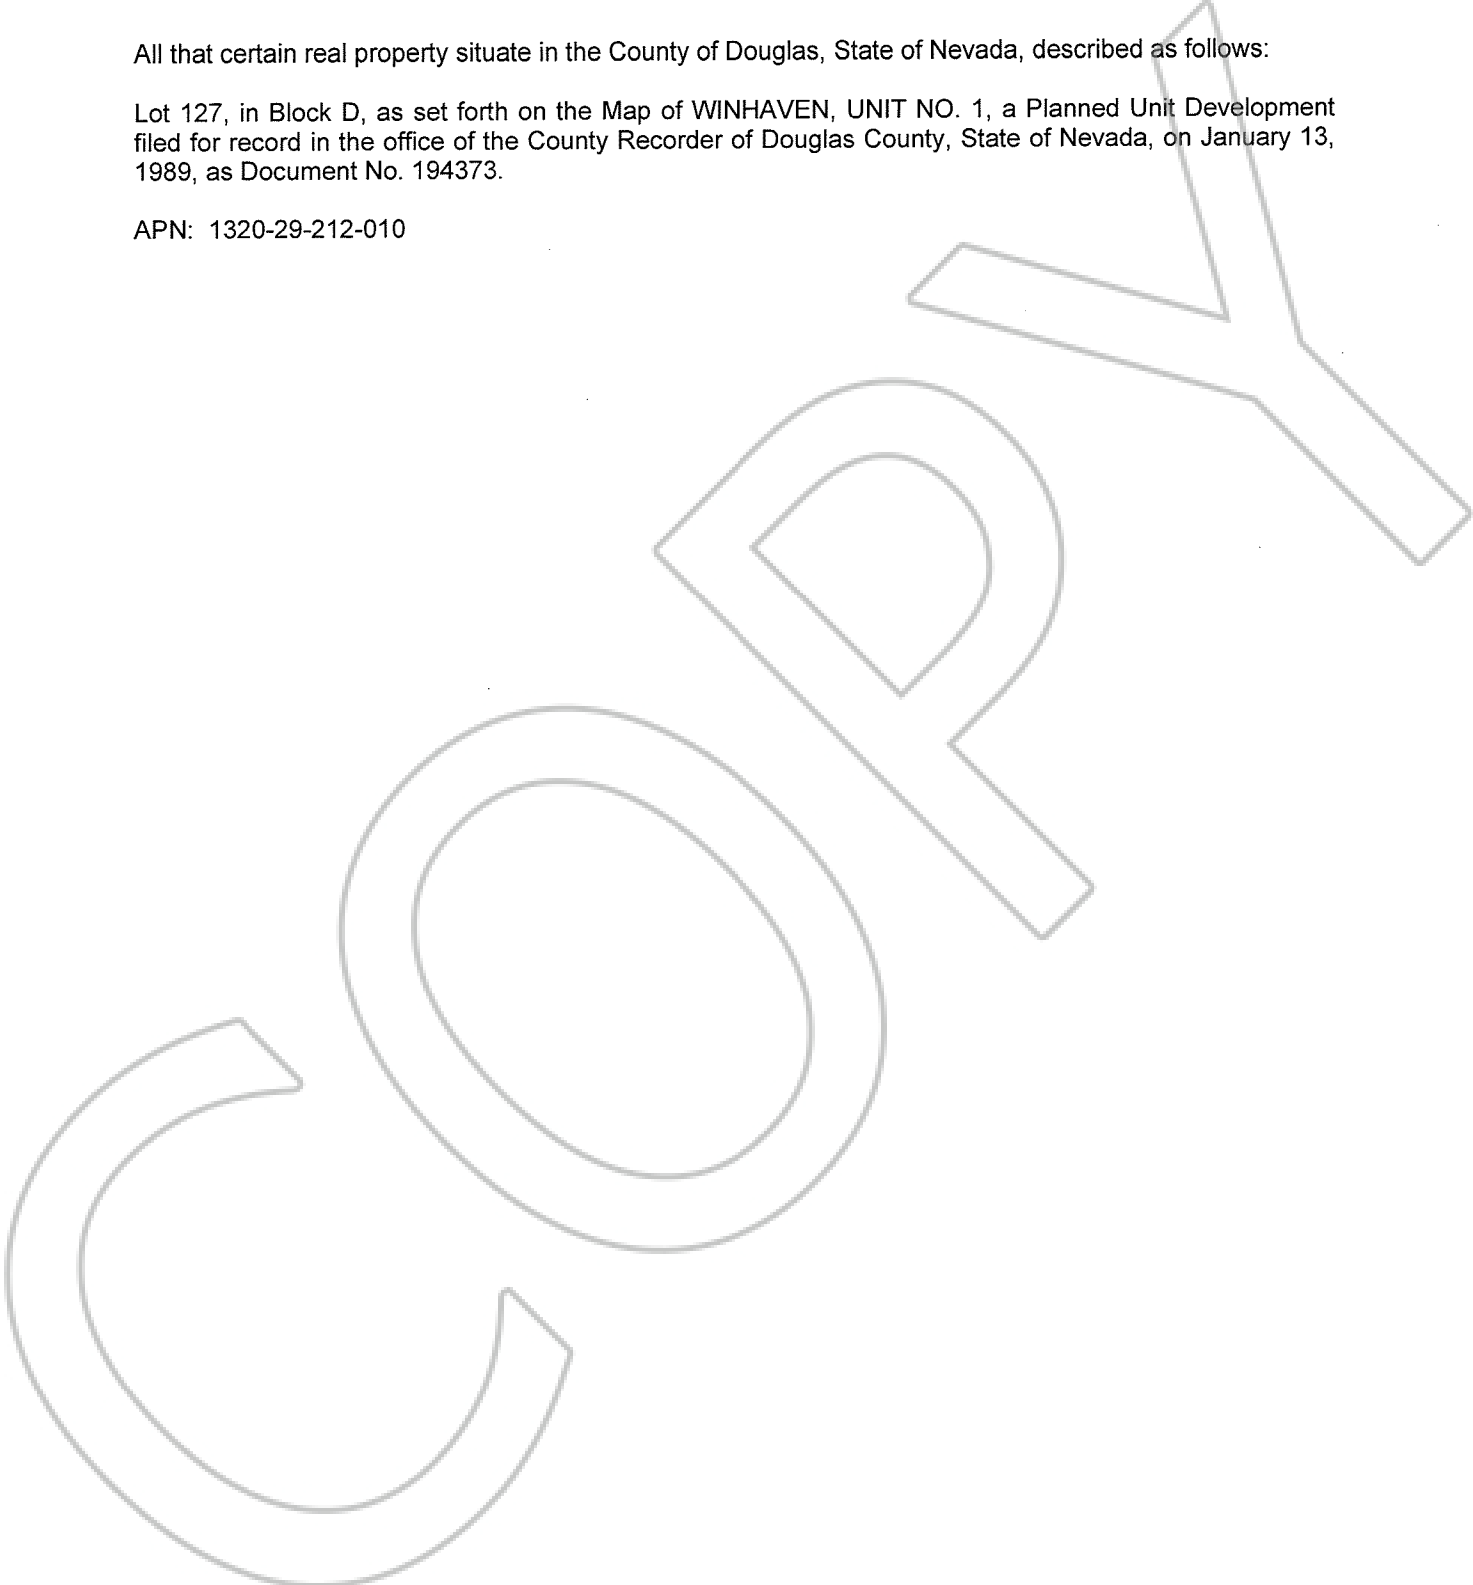 All that certain real property situate in the County of Douglas, State of Nevada, described as follows:
Lot 127, in Block D, as set forth on the Map of WINHAVEN, UNIT NO. 1, a Planned Unit Development
filed for record in the office of the County Recorder of Douglas County, State of Nevada, on January 13,
1989, as Document No. 194373.
APN: 1320-29-212-010
COPY